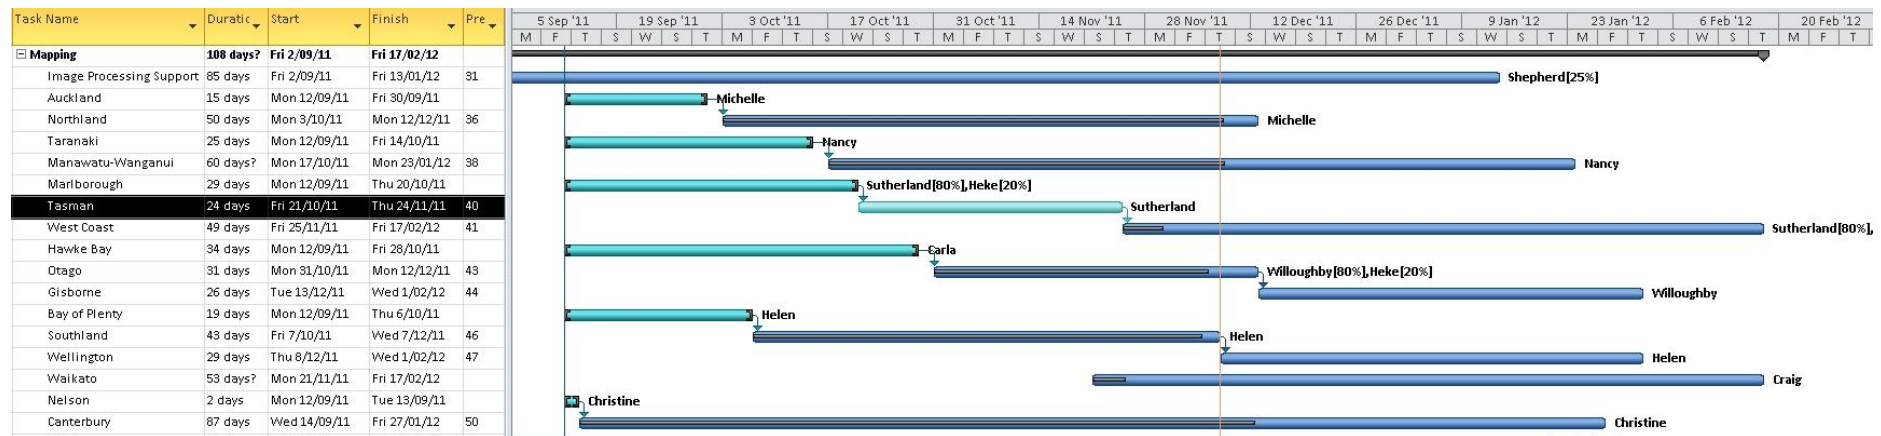 Task Name Duratic Start Finish Pre 5 Sep '11 19 Sep '11 3 Oct '11 17 Oct '11 31 Oct '11 14 Nov '11 28 Nov '11 12 Dec '11 26 Dec '11 9 Jan '12 23 Jan '12 6 Feb '12 20 Feb '12
M F T S W S T M F T S W S T M F T S W S T M F T S W S T M F T S W S T M F T S W S T M F T
Mapping 108 days? Fri 2/09/11 Fri 17/02/12
Image Processing Support 85 days Fri 2/09/11 Fri 13/01/12 31 Shepherd[25%]
Auckland 15 days Mon 12/09/11 Fri 30/09/11 Michelle
Northland 50 days Mon 3/10/11 Mon 12/12/11 36 Michelle
Taranaki 25 days Mon 12/09/11 Fri 14/10/11 Nancy
Manawatu-Wanganui 60 days? Mon 17/10/11 Mon 23/01/12 38 Nancy
Marlborough 29 days Mon 12/09/11 Thu 20/10/11 Sutherland[80%],Heke[20%]
Tasman 24 days Fri 21/10/11 Thu 24/11/11 40 Sutherland
West Coast 49 days Fri 25/11/11 Fri 17/02/12 41 Sutherland[80%],
Hawke Bay 34 days Mon 12/09/11 Fri 28/10/11 Carla
Otago 31 days Mon 31/10/11 Mon 12/12/11 43 Willoughby[80%],Heke[20%]
Gisborne 26 days Tue 13/12/11 Wed 1/02/12 44 Willoughby
Bay of Plenty 19 days Mon 12/09/11 Thu 6/10/11 Helen
Southland 43 days Fri 7/10/11 Wed 7/12/11 46 Helen
Wellington 29 days Thu 8/12/11 Wed 1/02/12 47 Helen
Waikato 53 days? Mon 21/11/11 Fri 17/02/12 Craig
Nelson 2 days Mon 12/09/11 Tue 13/09/11 Christine
Canterbury 87 days Wed 14/09/11 Fri 27/01/12 50 Christine